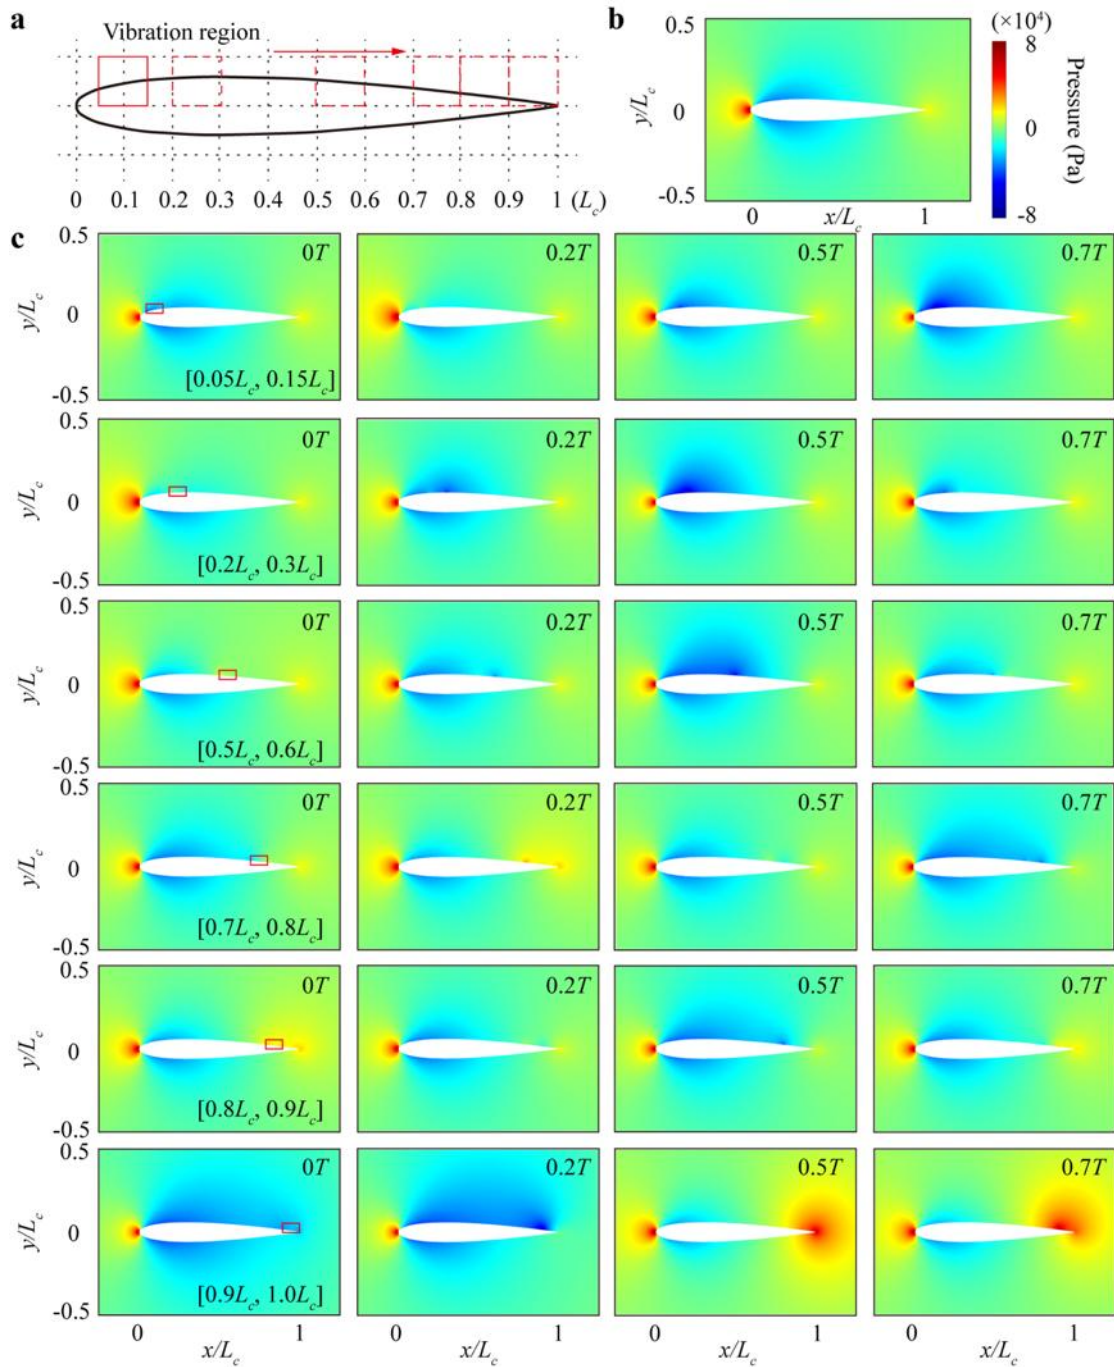 a
Vibration region
0 0.1 0.2 0.3 0.4 0.5 0.6 0.7 0.8 0.9 1 (L_c)
b
0.5
0
-0.5
y/L_c
0 x/L_c 1
(×10⁴)
8
0
-8
Pressure (Pa)
c
0.5 0T 0.2T 0.5T 0.7T
y/L_c 0
-0.5 [0.05L_c, 0.15L_c]
0.5 0T 0.2T 0.5T 0.7T
y/L_c 0
-0.5 [0.2L_c, 0.3L_c]
0.5 0T 0.2T 0.5T 0.7T
y/L_c 0
-0.5 [0.5L_c, 0.6L_c]
0.5 0T 0.2T 0.5T 0.7T
y/L_c 0
-0.5 [0.7L_c, 0.8L_c]
0.5 0T 0.2T 0.5T 0.7T
y/L_c 0
-0.5 [0.8L_c, 0.9L_c]
0.5 0T 0.2T 0.5T 0.7T
y/L_c 0
-0.5 [0.9L_c, 1.0L_c]
0 1 0 1 0 1 0 1
x/L_c x/L_c x/L_c x/L_c